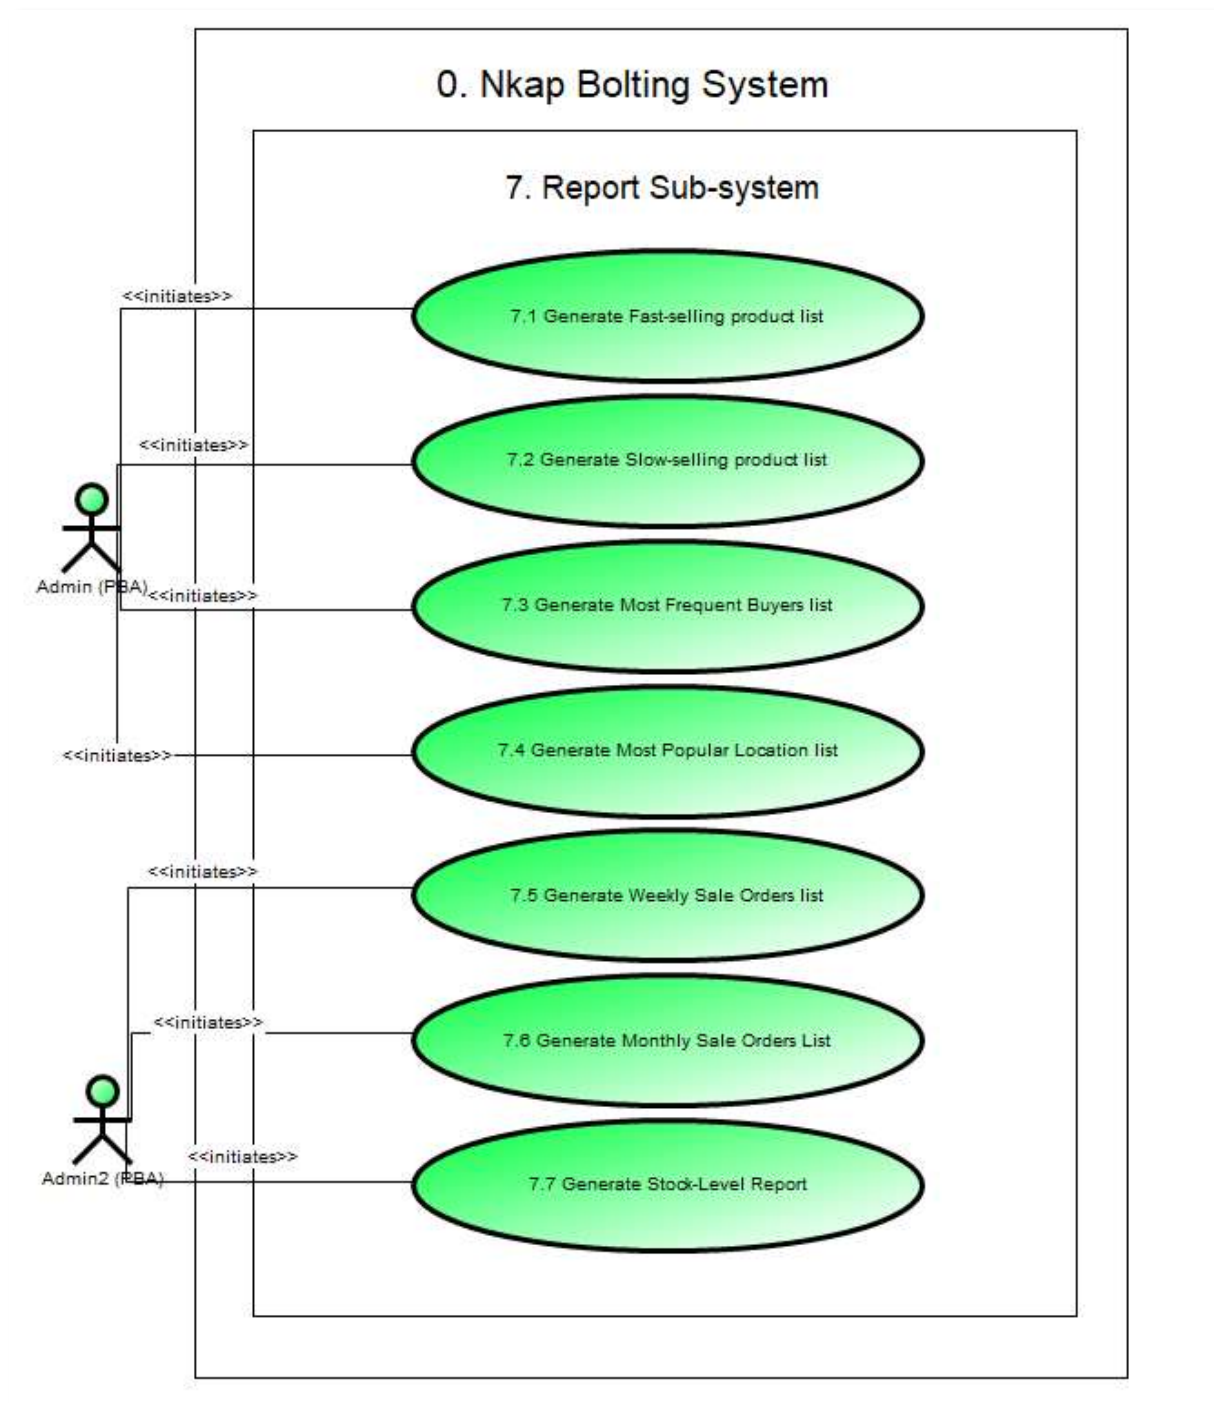 0. Nkap Bolting System
7. Report Sub-system
<<initiates>>
7.1 Generate Fast-selling product list
<<initiates>>
7.2 Generate Slow-selling product list
Admin (PBA)
<<initiates>>
7.3 Generate Most Frequent Buyers list
<<initiates>>
7.4 Generate Most Popular Location list
<<initiates>>
7.5 Generate Weekly Sale Orders list
<<initiates>>
7.6 Generate Monthly Sale Orders List
<<initiates>>
Admin2 (PBA)
7.7 Generate Stock-Level Report